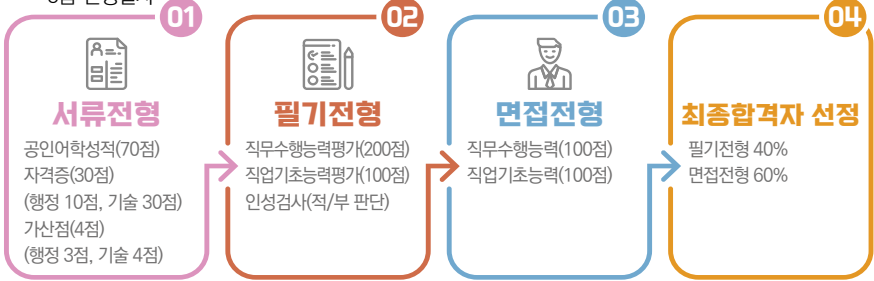 01
서류전형
공인어학성적(70점)
자격증(30점)
(행정 10점, 기술 30점)
가산점(4점)
(행정 3점, 기술 4점)
02
필기전형
직무수행능력평가(200점)
직업기초능력평가(100점)
인성검사(적/부 판단)
03
면접전형
직무수행능력(100점)
직업기초능력(100점)
04
최종합격자 선정
필기전형 40%
면접전형 60%